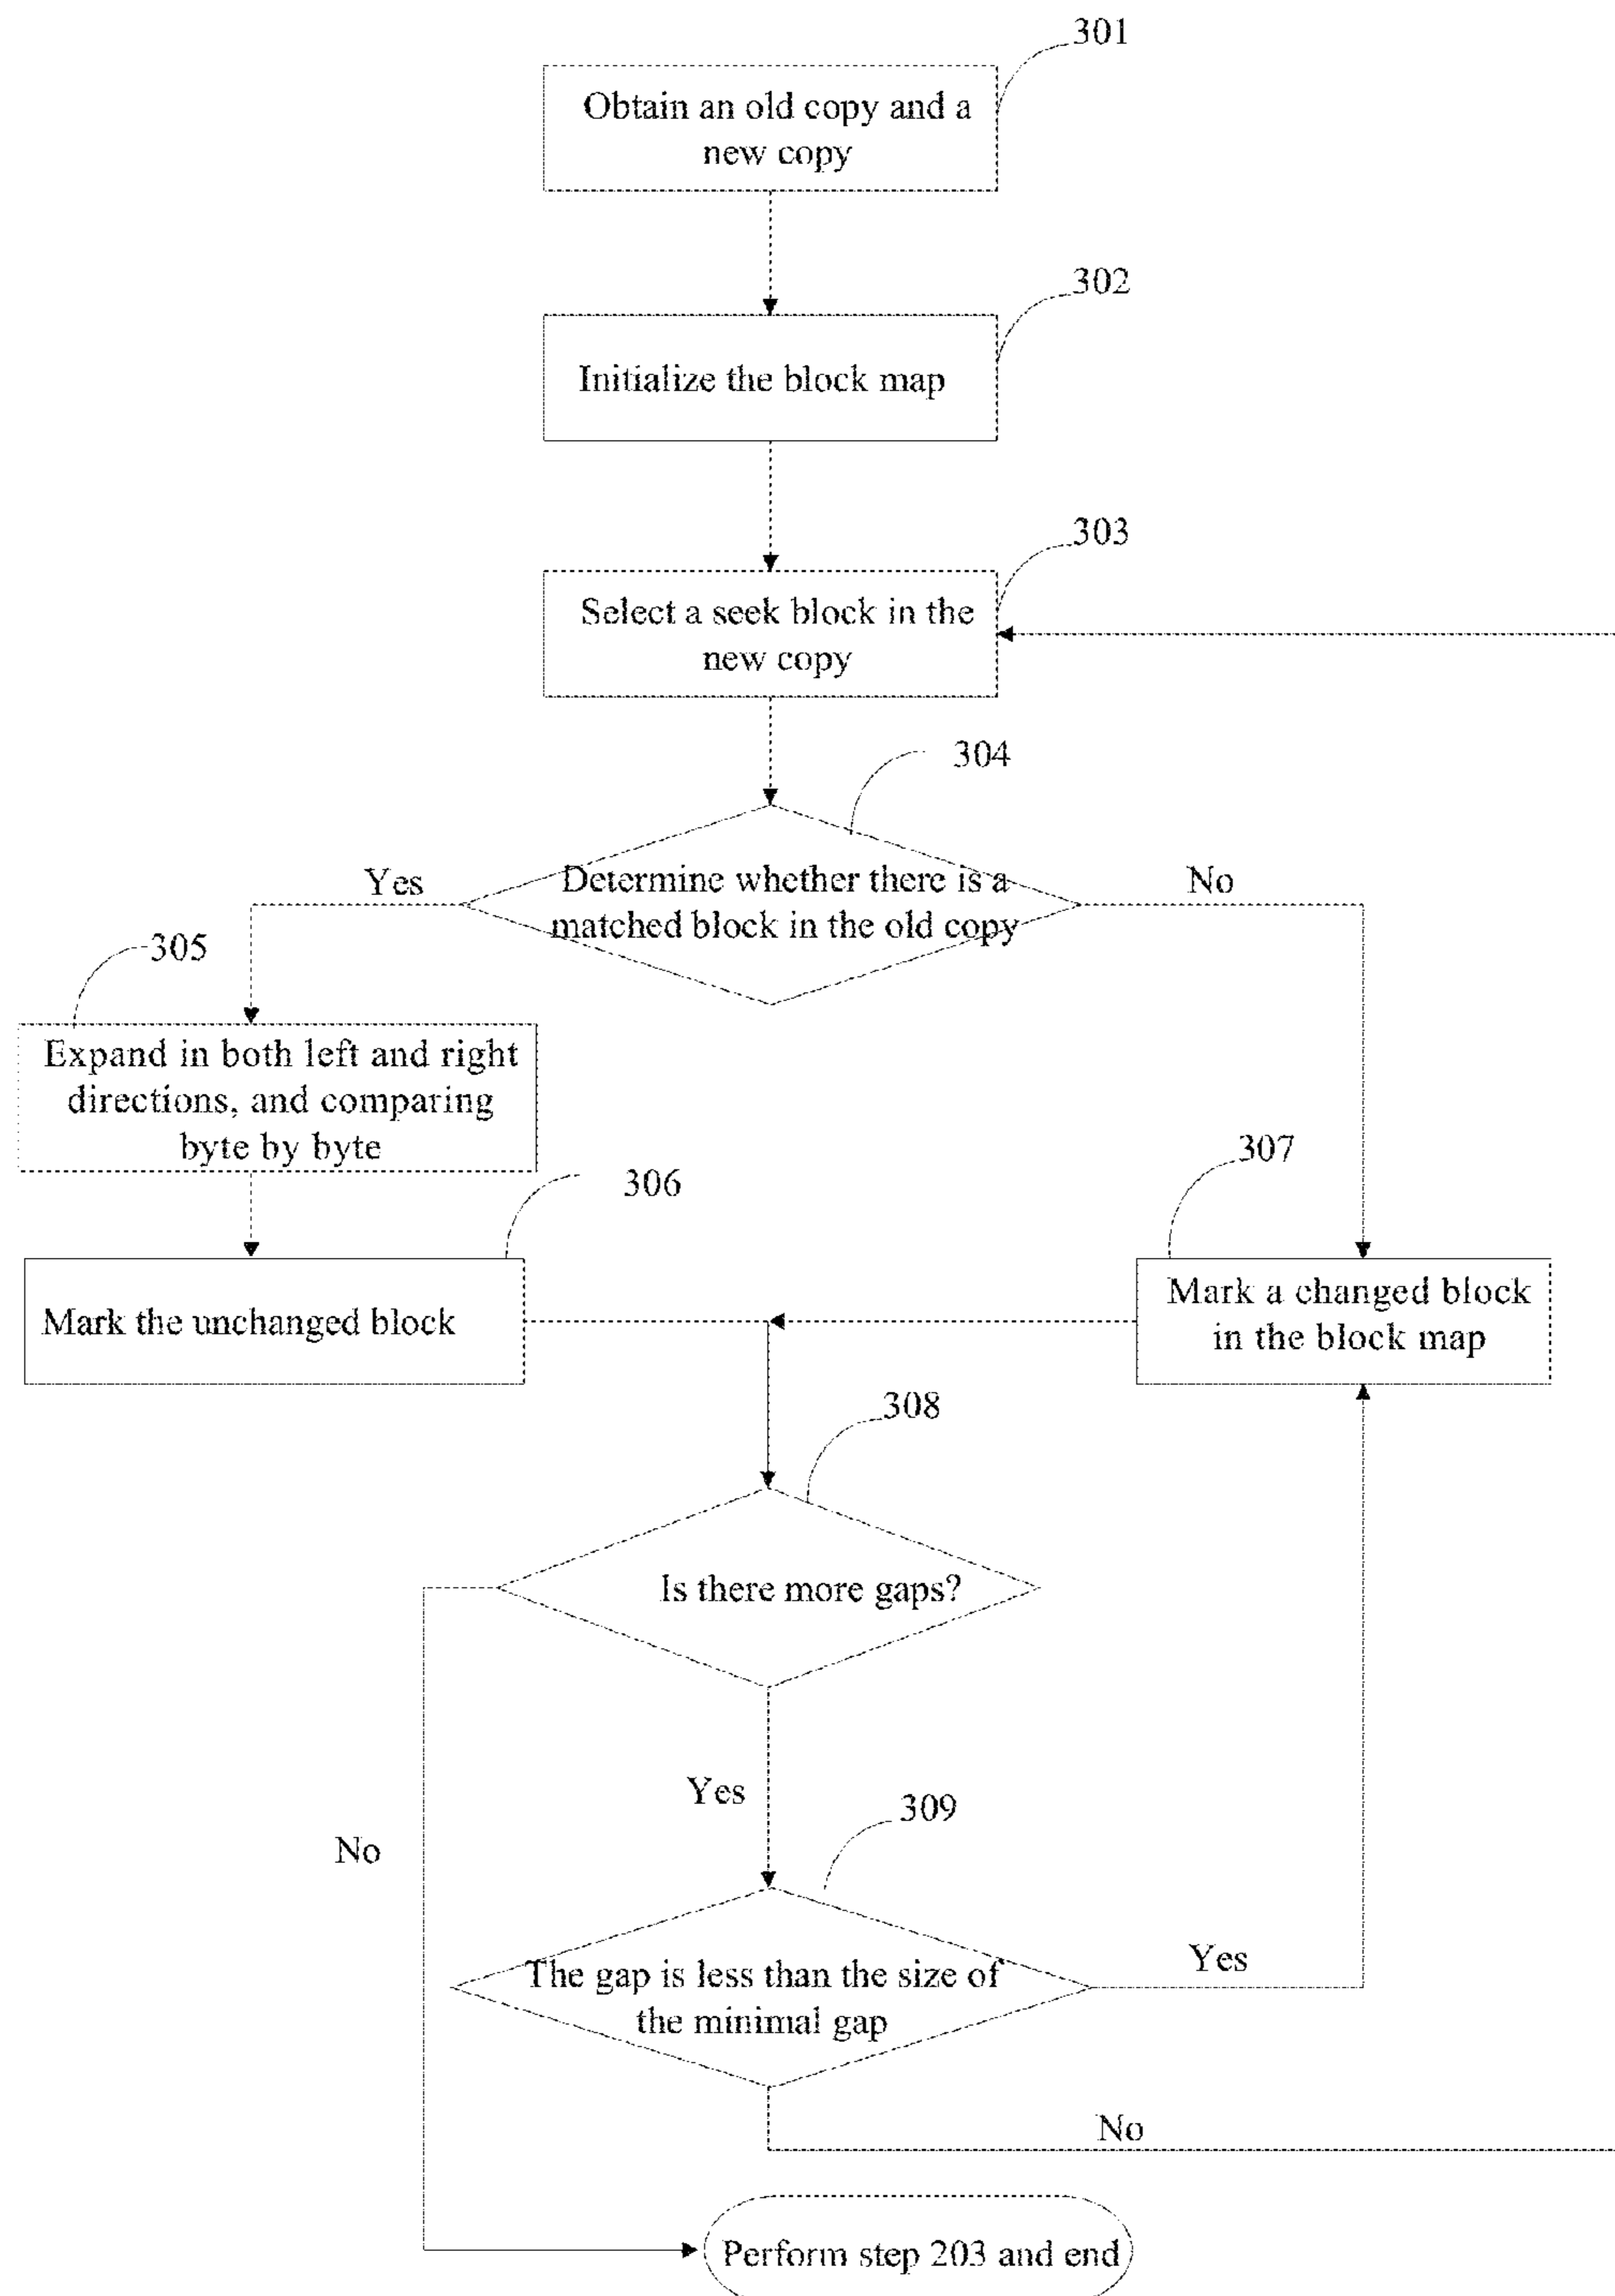 301
Obtain an old copy and a
new copy
302
Initialize the block map
303
Select a seek block in the
new copy
304
Yes
Determine whether there is a
matched block in the old copy
No
305
Expand in both left and right
directions, and comparing
byte by byte
306
307
Mark the unchanged block
Mark a changed block
in the block map
308
Is there more gaps?
Yes
309
No
The gap is less than the size of
the minimal gap
Yes
No
Perform step 203 and end